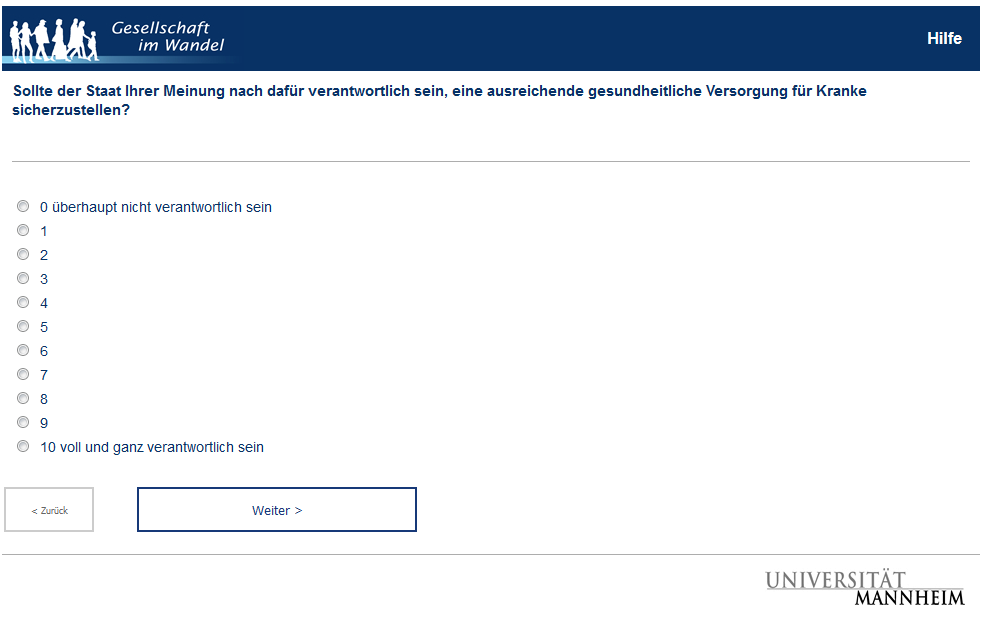 Gesellschaft
im Wandel
Hilfe
Sollte der Staat Ihrer Meinung nach dafür verantwortlich sein, eine ausreichende gesundheitliche Versorgung für Kranke
sicherzustellen?
0 überhaupt nicht verantwortlich sein
1
2
3
4
5
6
7
8
9
10 voll und ganz verantwortlich sein
< Zurück
Weiter >
UNIVERSITÄT
MANNHEIM